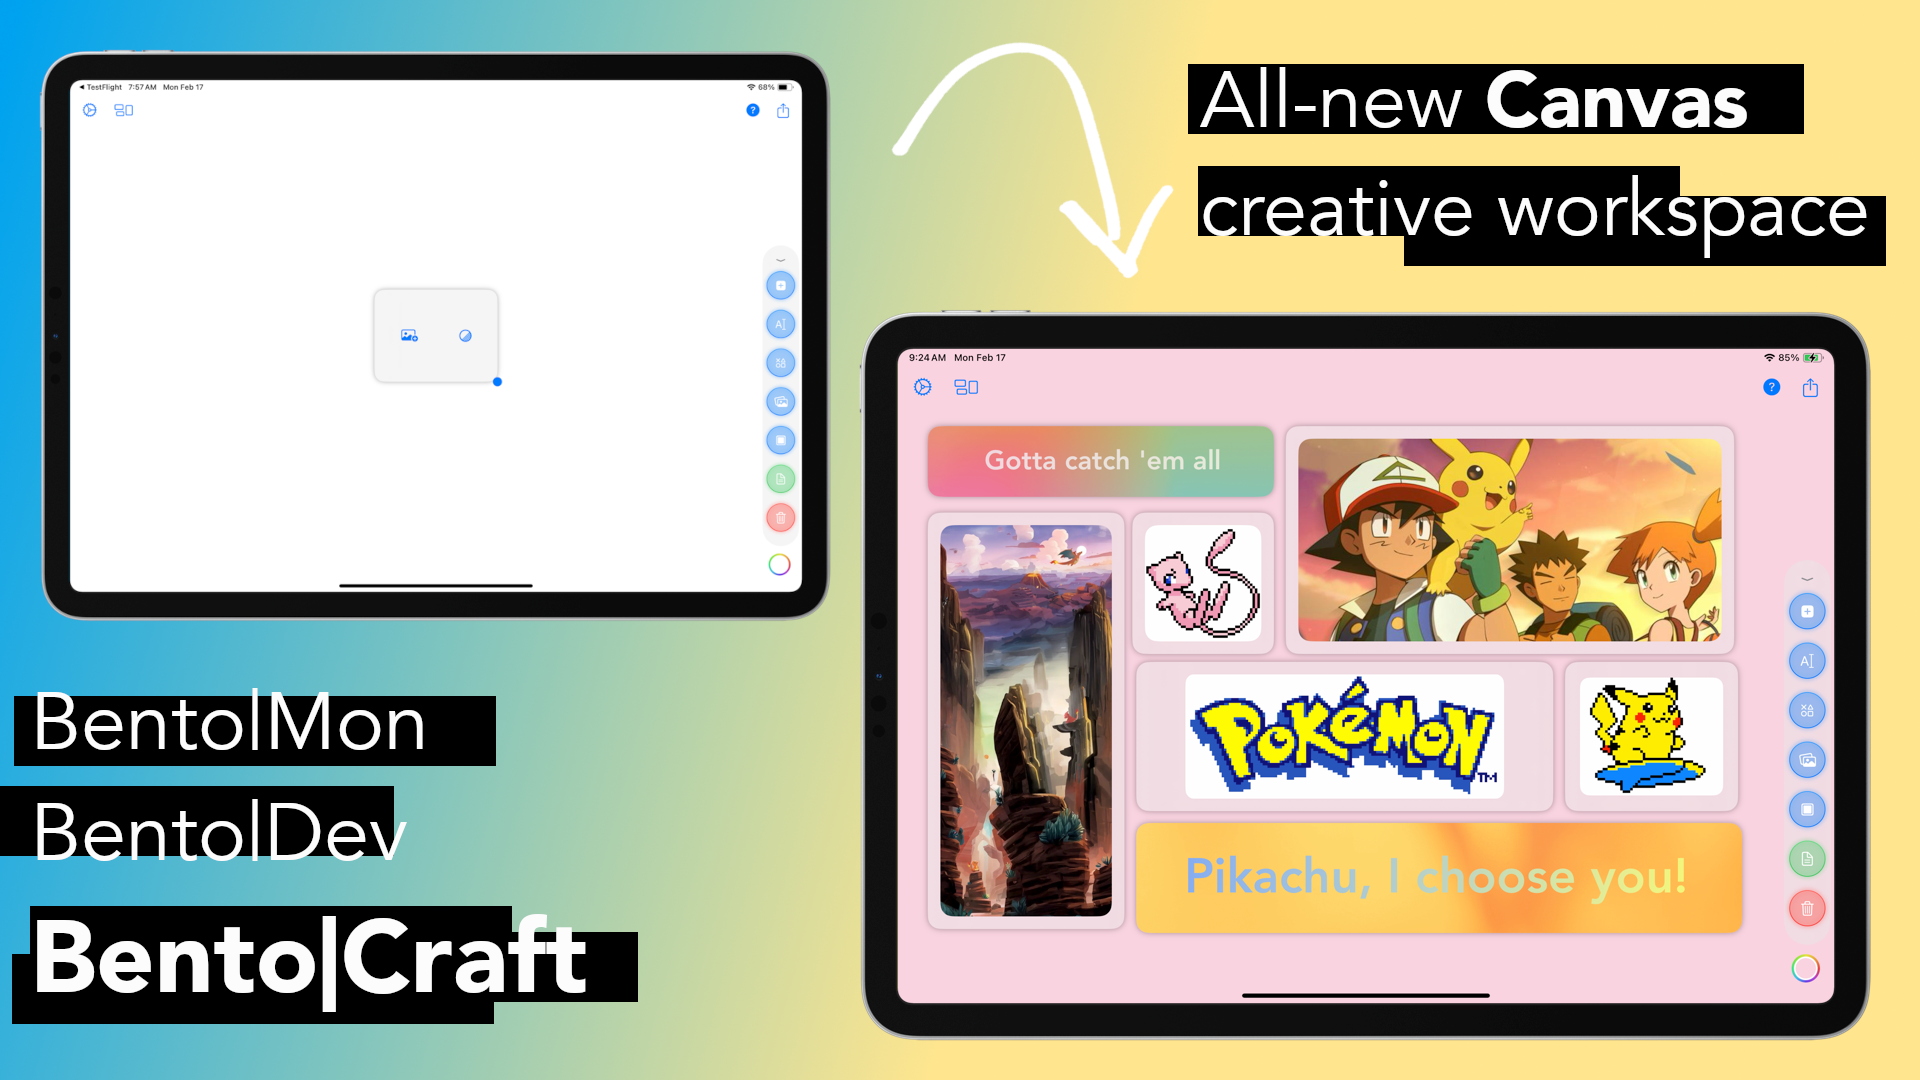 ◀ TestFlight 7:57 AM Mon Feb 17
68%
?
A
All-new Canvas
creative workspace
9:24 AM Mon Feb 17
85%
?
Gotta catch 'em all
POKéMON
TM
A
Pikachu, I choose you!
Bento|Mon
Bento|Dev
Bento|Craft